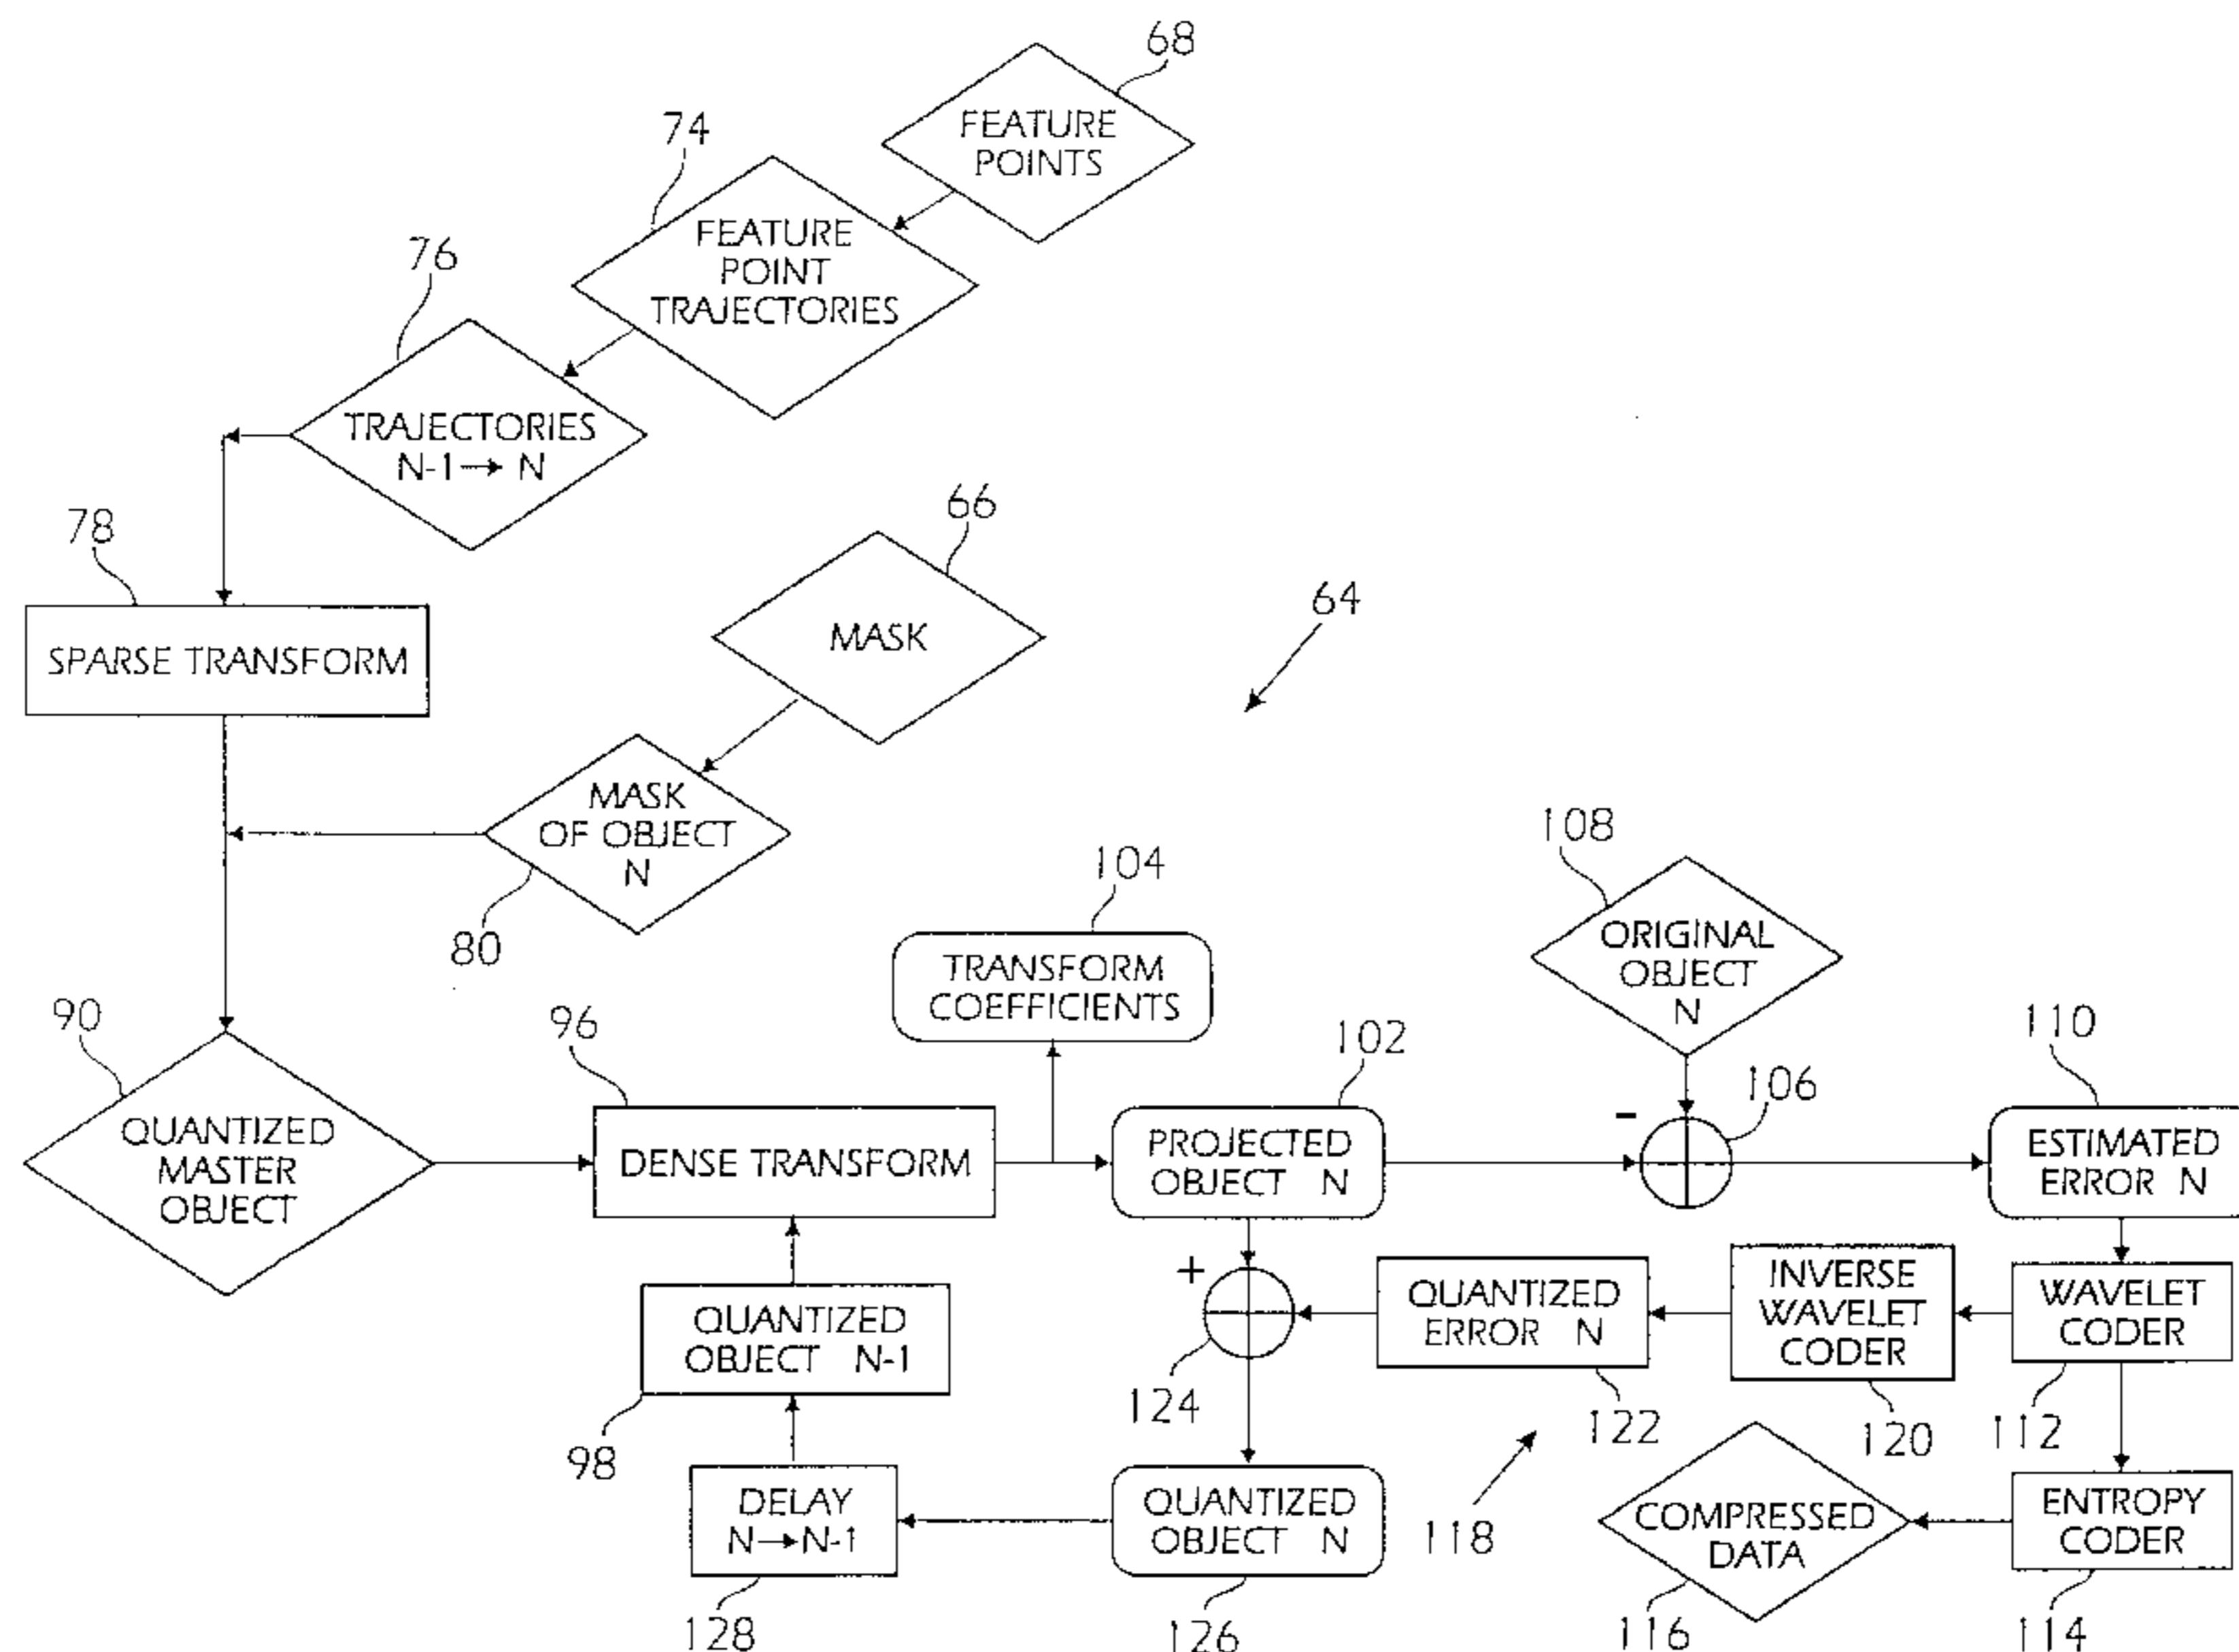 68
FEATURE
POINTS
74
FEATURE
POINT
TRAJECTORIES
76
TRAJECTORIES
N-1→ N
78
SPARSE TRANSFORM
66
MASK
64
MASK
OF OBJECT
N
80
108
ORIGINAL
OBJECT
N
104
TRANSFORM
COEFFICIENTS
90
QUANTIZED
MASTER
OBJECT
96
DENSE TRANSFORM
102
PROJECTED
OBJECT N
-
106
110
ESTIMATED
ERROR N
QUANTIZED
OBJECT N-1
98
+
124
QUANTIZED
ERROR N
122
INVERSE
WAVELET
CODER
120
WAVELET
CODER
112
118
DELAY
N→N-1
128
QUANTIZED
OBJECT N
126
COMPRESSED
DATA
116
ENTROPY
CODER
114